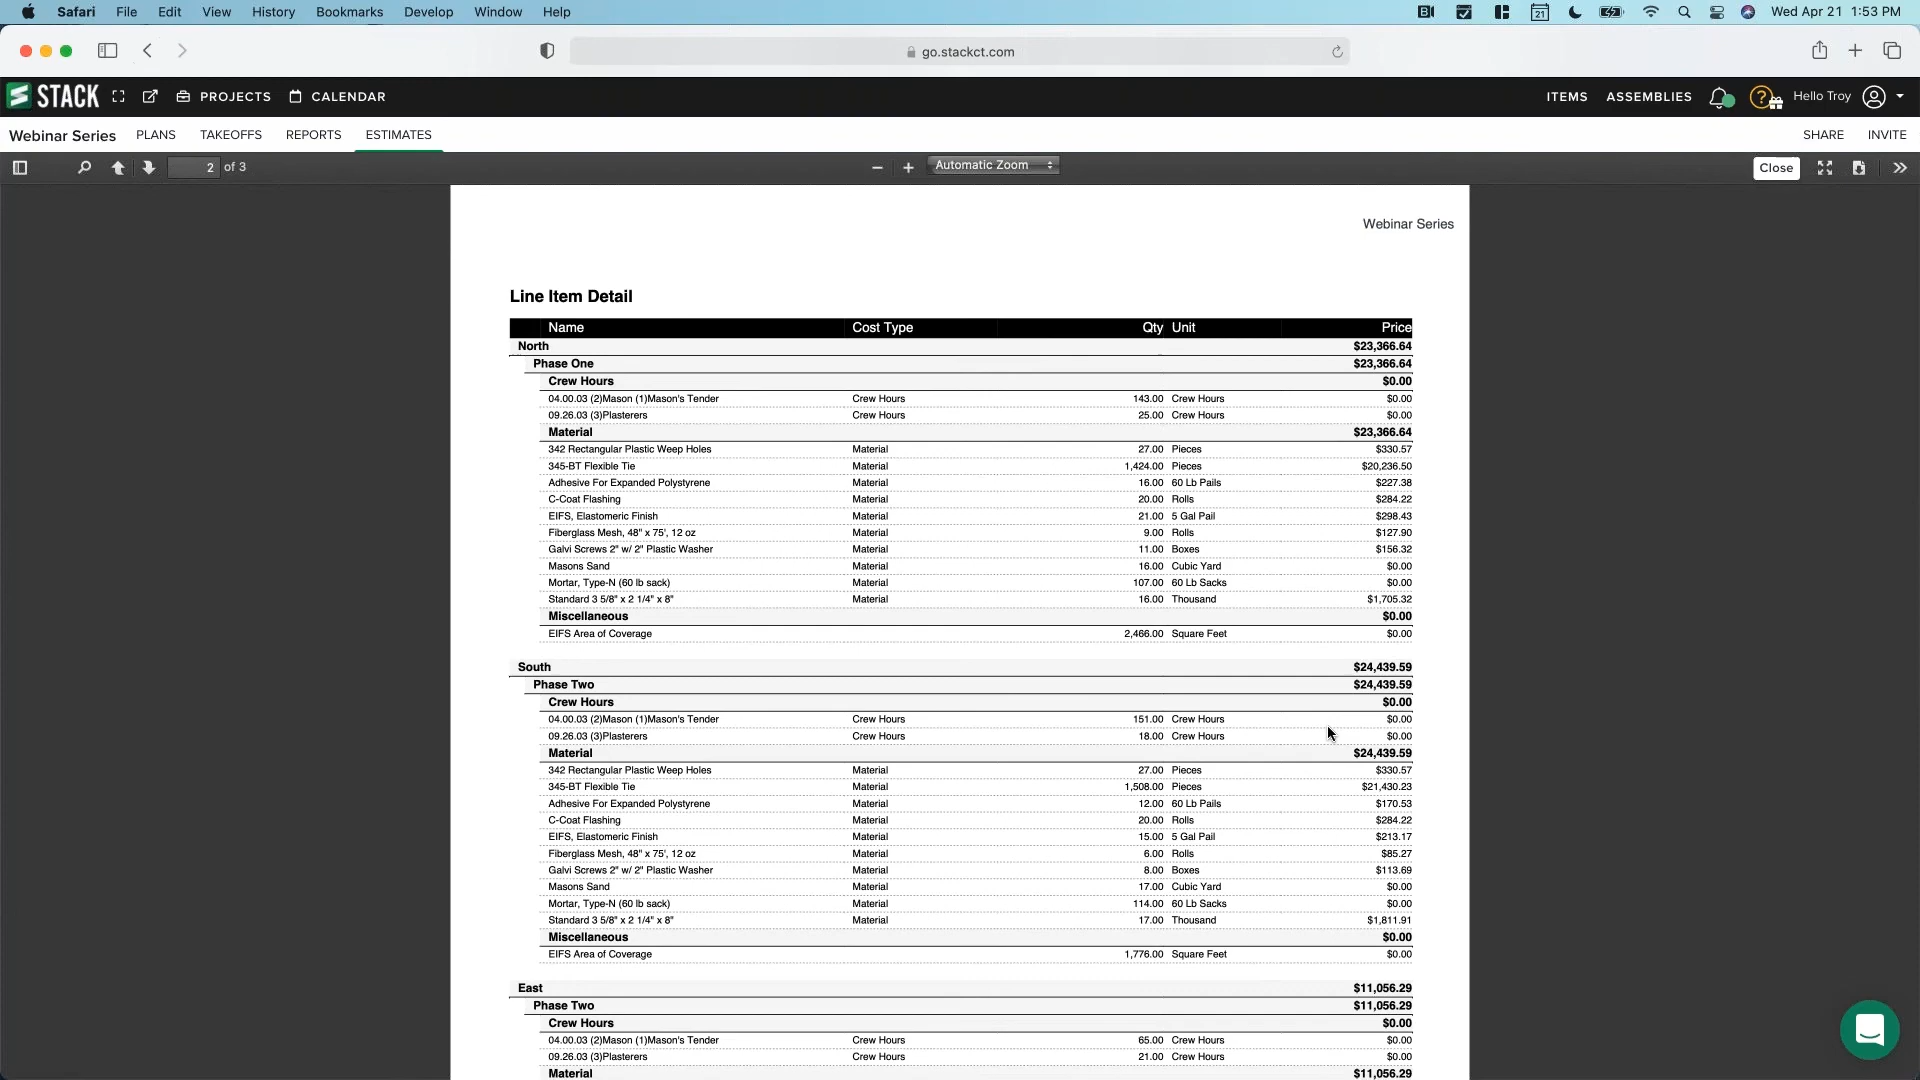 Safari File Edit View History Bookmarks Develop Window Help 21 Wed Apr 21 1:53 PM
go.stackct.com
STACK PROJECTS CALENDAR ITEMS ASSEMBLIES ? Hello Troy
Webinar Series PLANS TAKEOFFS REPORTS ESTIMATES SHARE INVITE
2 of 3 − + Automatic Zoom Close
Webinar Series
Line Item Detail
Name Cost Type Qty Unit Price
North $23,366.64
Phase One $23,366.64
Crew Hours $0.00
04.00.03 (2)Mason (1)Mason's Tender Crew Hours 143.00 Crew Hours $0.00
09.26.03 (3)Plasterers Crew Hours 25.00 Crew Hours $0.00
Material $23,366.64
342 Rectangular Plastic Weep Holes Material 27.00 Pieces $330.57
345-BT Flexible Tie Material 1,424.00 Pieces $20,236.50
Adhesive For Expanded Polystyrene Material 16.00 60 Lb Pails $227.38
C-Coat Flashing Material 20.00 Rolls $284.22
EIFS, Elastomeric Finish Material 21.00 5 Gal Pail $298.43
Fiberglass Mesh, 48" x 75', 12 oz Material 9.00 Rolls $127.90
Galvi Screws 2" w/ 2" Plastic Washer Material 11.00 Boxes $156.32
Masons Sand Material 16.00 Cubic Yard $0.00
Mortar, Type-N (60 lb sack) Material 107.00 60 Lb Sacks $0.00
Standard 3 5/8" x 2 1/4" x 8" Material 16.00 Thousand $1,705.32
Miscellaneous $0.00
EIFS Area of Coverage 2,466.00 Square Feet $0.00
South $24,439.59
Phase Two $24,439.59
Crew Hours $0.00
04.00.03 (2)Mason (1)Mason's Tender Crew Hours 151.00 Crew Hours $0.00
09.26.03 (3)Plasterers Crew Hours 18.00 Crew Hours $0.00
Material $24,439.59
342 Rectangular Plastic Weep Holes Material 27.00 Pieces $330.57
345-BT Flexible Tie Material 1,508.00 Pieces $21,430.23
Adhesive For Expanded Polystyrene Material 12.00 60 Lb Pails $170.53
C-Coat Flashing Material 20.00 Rolls $284.22
EIFS, Elastomeric Finish Material 15.00 5 Gal Pail $213.17
Fiberglass Mesh, 48" x 75', 12 oz Material 6.00 Rolls $85.27
Galvi Screws 2" w/ 2" Plastic Washer Material 8.00 Boxes $113.69
Masons Sand Material 17.00 Cubic Yard $0.00
Mortar, Type-N (60 lb sack) Material 114.00 60 Lb Sacks $0.00
Standard 3 5/8" x 2 1/4" x 8" Material 17.00 Thousand $1,811.91
Miscellaneous $0.00
EIFS Area of Coverage 1,776.00 Square Feet $0.00
East $11,056.29
Phase Two $11,056.29
Crew Hours $0.00
04.00.03 (2)Mason (1)Mason's Tender Crew Hours 65.00 Crew Hours $0.00
09.26.03 (3)Plasterers Crew Hours 21.00 Crew Hours $0.00
Material $11,056.29